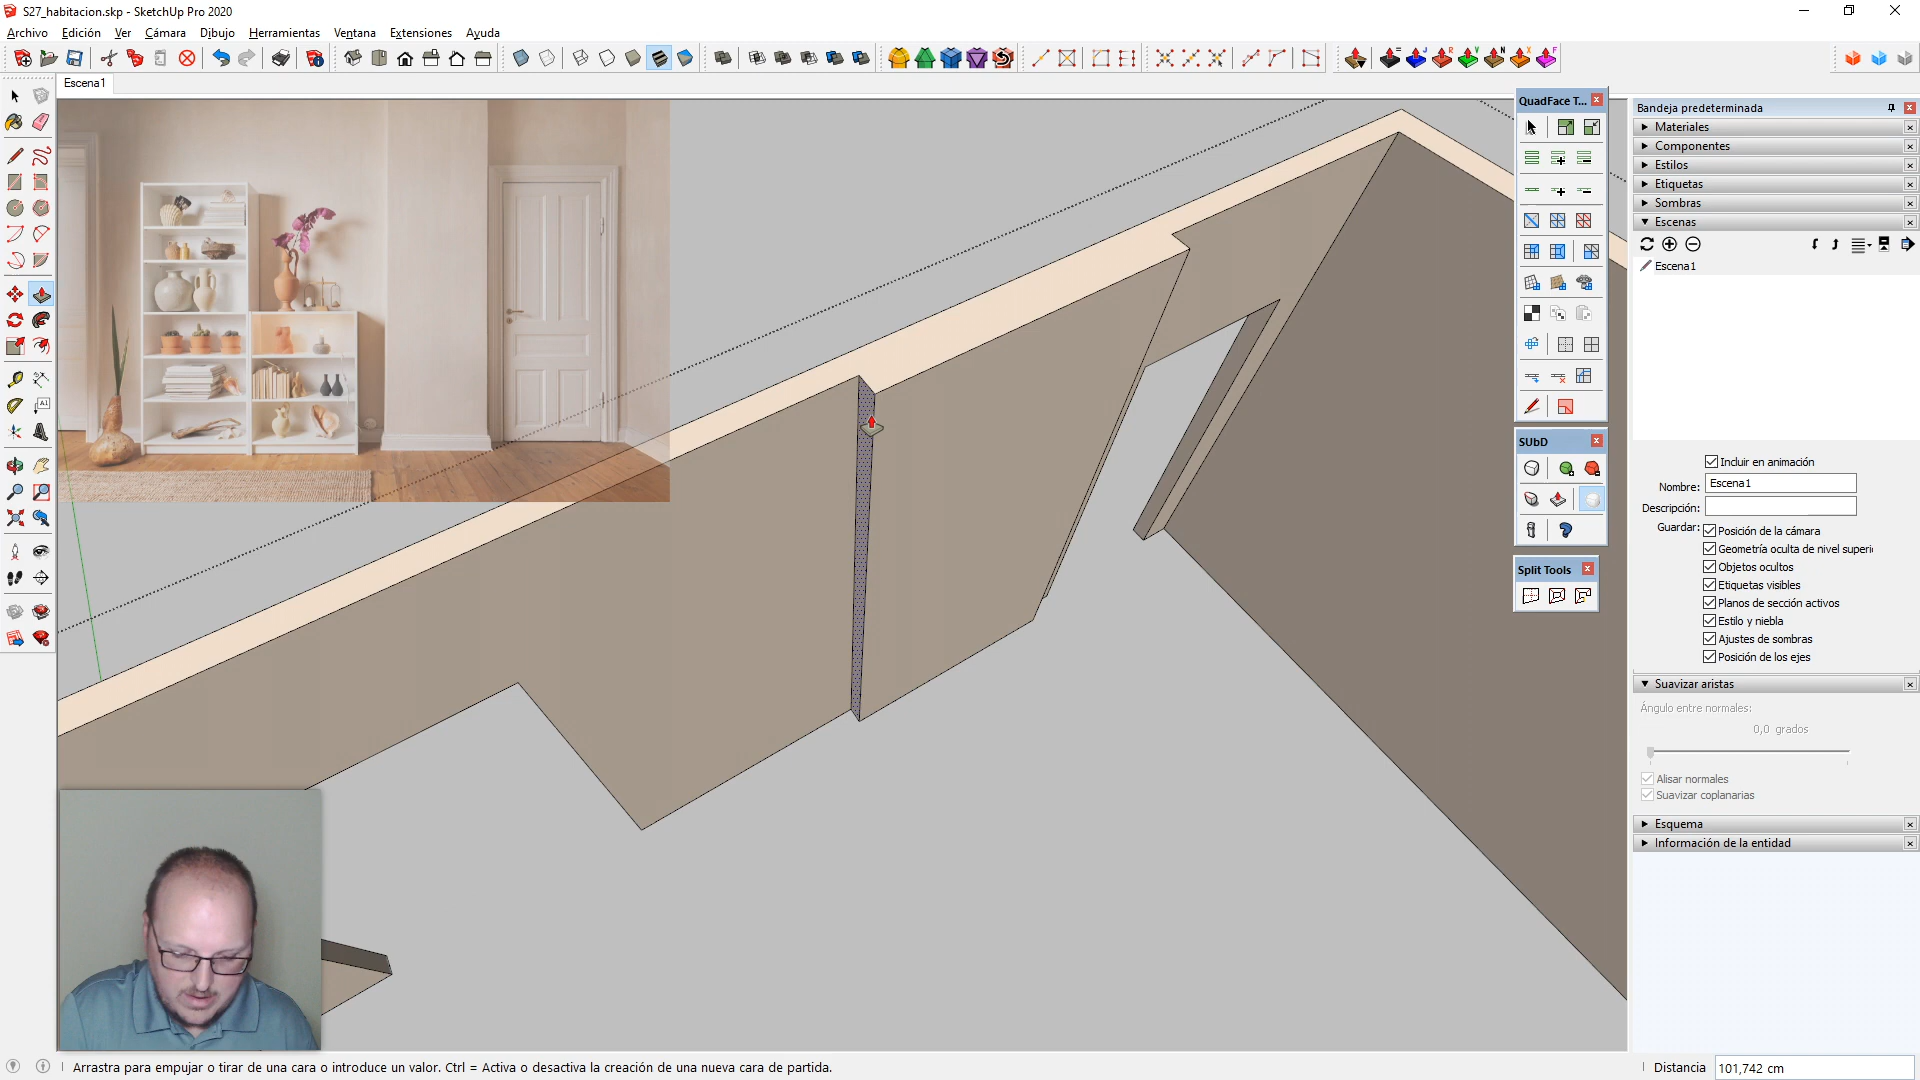 S27_habitacion.skp - SketchUp Pro 2020
Archivo Edición Ver Cámara Dibujo Herramientas Ventana Extensiones Ayuda
Escena1
QuadFace T...
SUbD
Split Tools
Bandeja predeterminada
Materiales
Componentes
Estilos
Etiquetas
Sombras
Escenas
Escena1
Incluir en animación
Nombre: Escena1
Descripción:
Guardar: Posición de la cámara
Geometría oculta de nivel superi
Objetos ocultos
Etiquetas visibles
Planos de sección activos
Estilo y niebla
Ajustes de sombras
Posición de los ejes
Suavizar aristas
Ángulo entre normales:
0,0 grados
Alisar normales
Suavizar coplanarias
Esquema
Información de la entidad
Arrastra para empujar o tirar de una cara o introduce un valor. Ctrl = Activa o desactiva la creación de una nueva cara de partida.
Distancia 101,742 cm